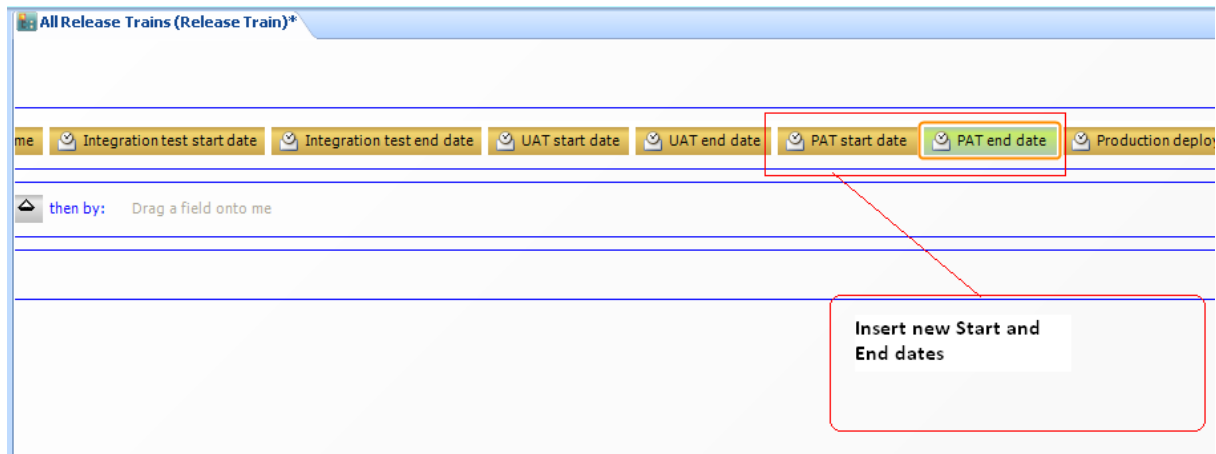 All Release Trains (Release Train)*
me Integration test start date Integration test end date UAT start date UAT end date PAT start date PAT end date Production deploy
then by: Drag a field onto me
Insert new Start and
End dates